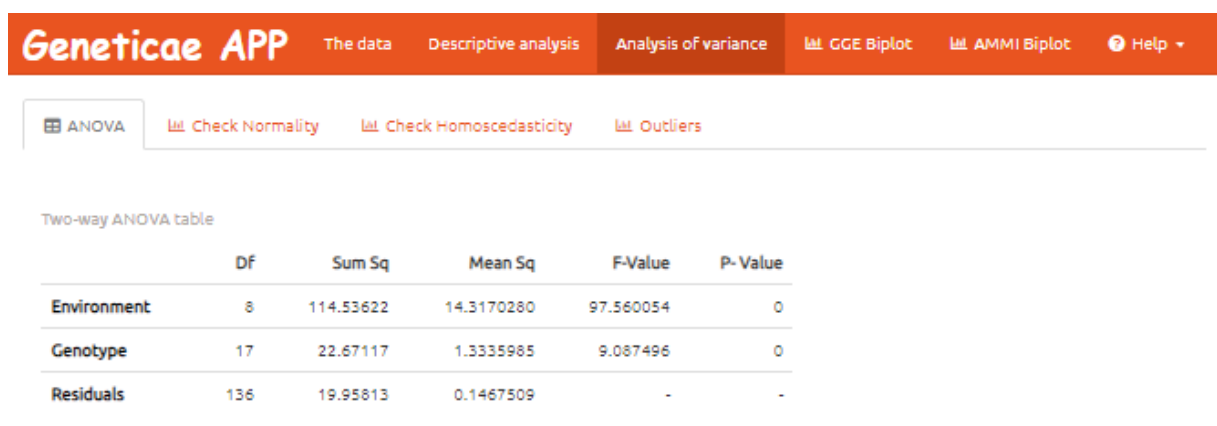 Geneticae APP The data Descriptive analysis Analysis of variance GGE Biplot AMMI Biplot Help
ANOVA Check Normality Check Homoscedasticity Outliers
Two-way ANOVA table
Df Sum Sq Mean Sq F-Value P- Value
Environment 8 114.53622 14.3170280 97.560054 0
Genotype 17 22.67117 1.3335985 9.087496 0
Residuals 136 19.95813 0.1467509 - -